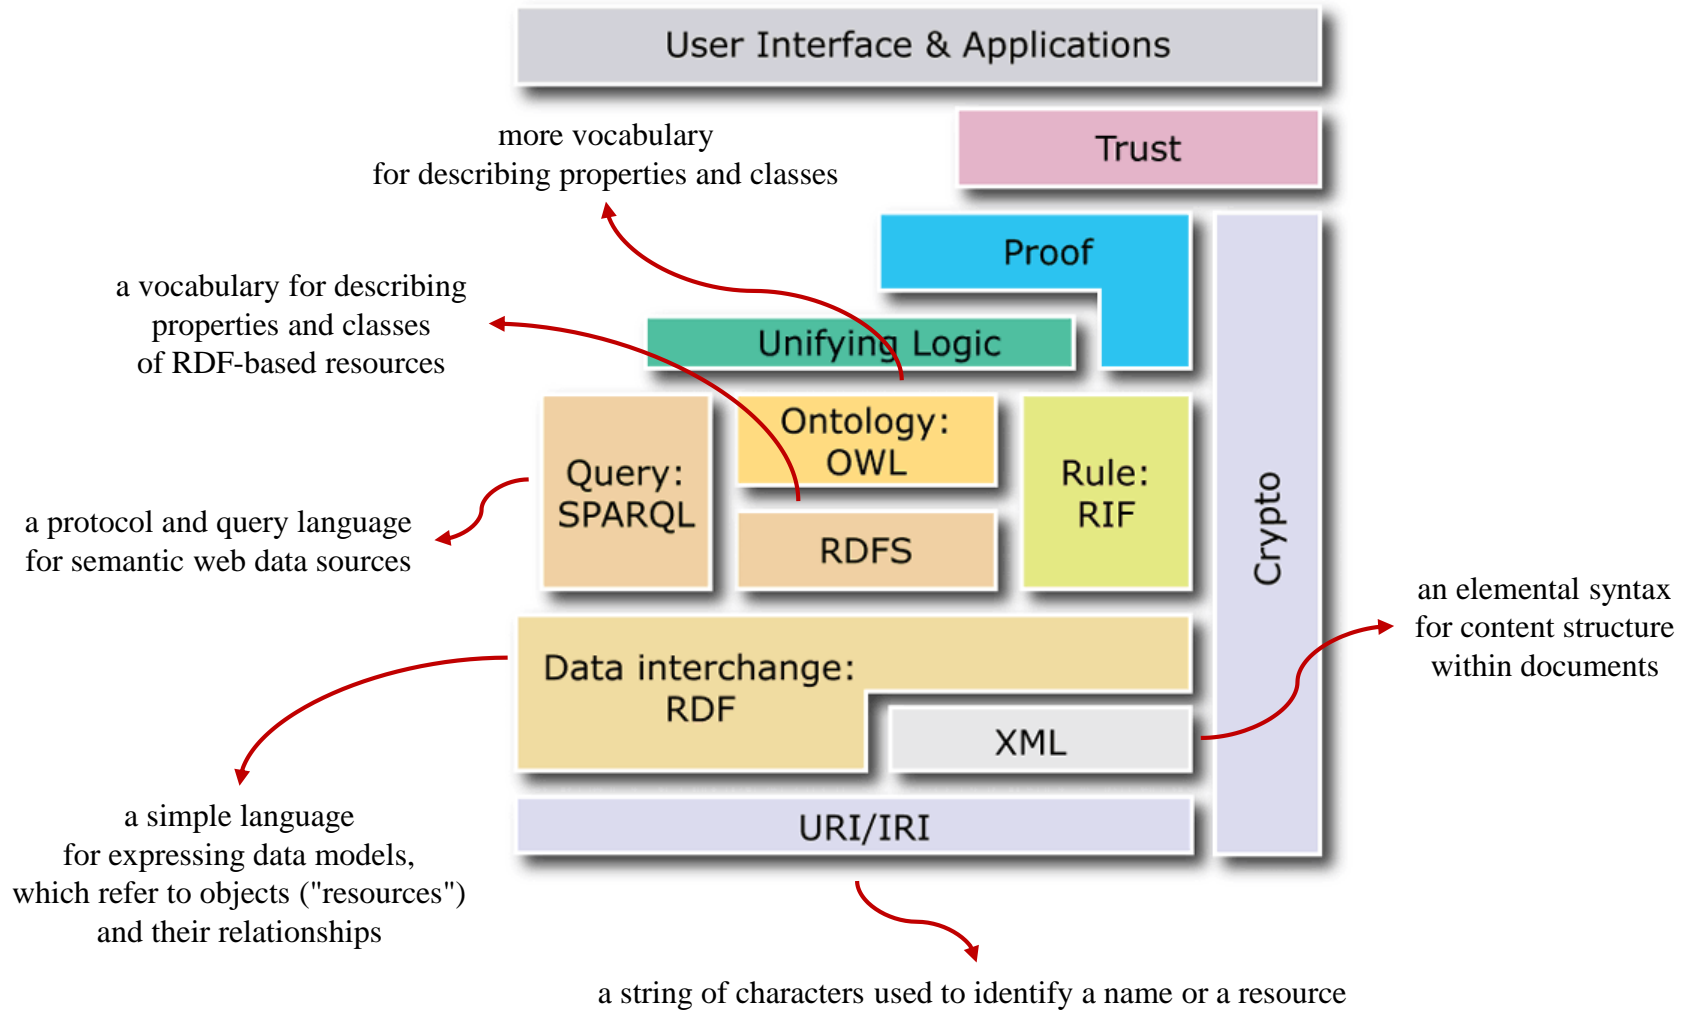 User Interface & Applications
more vocabulary
for describing properties and classes
Trust
Proof
a vocabulary for describing
properties and classes
of RDF-based resources
Unifying Logic
Ontology:
OWL
Query:
SPARQL
Rule:
RIF
a protocol and query language
for semantic web data sources
RDFS
Crypto
an elemental syntax
for content structure
within documents
Data interchange:
RDF
XML
a simple language
for expressing data models,
which refer to objects ("resources")
and their relationships
URI/IRI
a string of characters used to identify a name or a resource